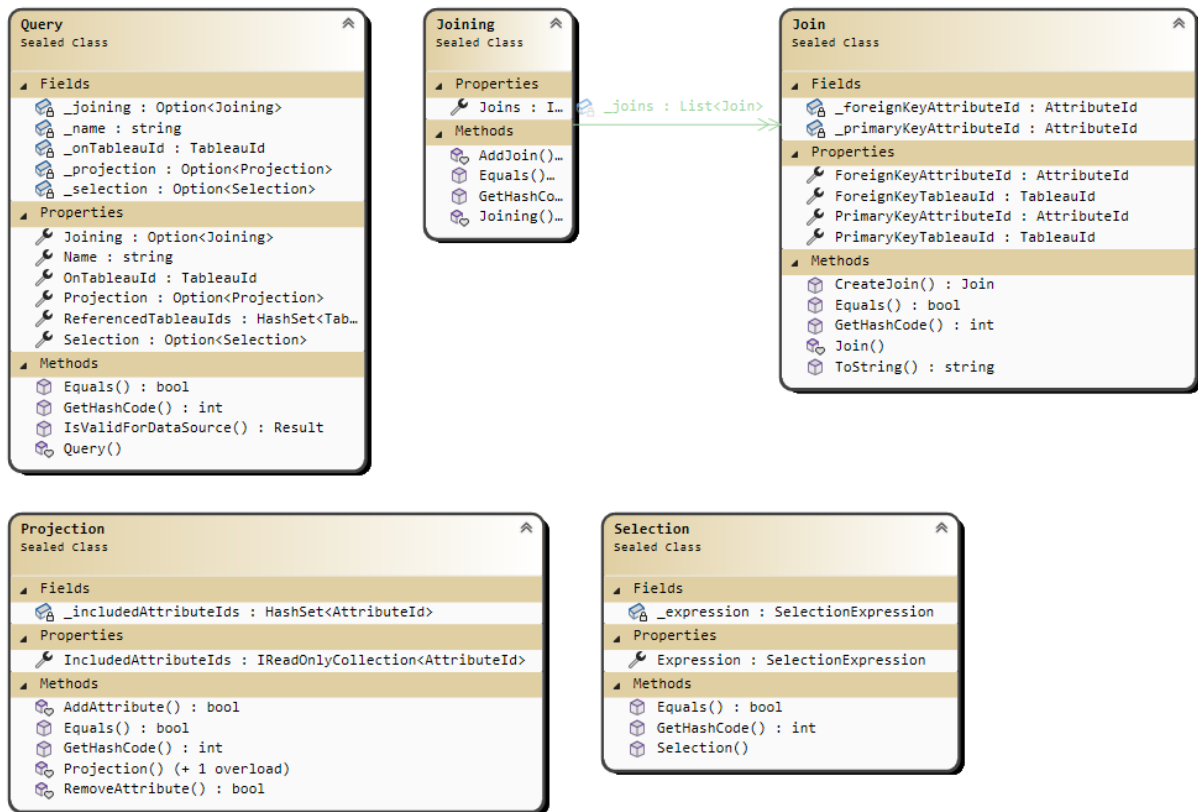 Query
Sealed Class
Fields
_joining : Option<Joining>
_name : string
_onTableauId : TableauId
_projection : Option<Projection>
_selection : Option<Selection>
Properties
Joining : Option<Joining>
Name : string
OnTableauId : TableauId
Projection : Option<Projection>
ReferencedTableauIds : HashSet<Tab...
Selection : Option<Selection>
Methods
Equals() : bool
GetHashCode() : int
IsValidForDataSource() : Result
Query()
Joining
Sealed Class
Properties
Joins : I...
Methods
AddJoin()...
Equals()...
GetHashCo...
Joining()...
_joins : List<Join>
Join
Sealed Class
Fields
_foreignKeyAttributeId : AttributeId
_primaryKeyAttributeId : AttributeId
Properties
ForeignKeyAttributeId : AttributeId
ForeignKeyTableauId : TableauId
PrimaryKeyAttributeId : AttributeId
PrimaryKeyTableauId : TableauId
Methods
CreateJoin() : Join
Equals() : bool
GetHashCode() : int
Join()
ToString() : string
Projection
Sealed Class
Fields
_includedAttributeIds : HashSet<AttributeId>
Properties
IncludedAttributeIds : IReadOnlyCollection<AttributeId>
Methods
AddAttribute() : bool
Equals() : bool
GetHashCode() : int
Projection() (+ 1 overload)
RemoveAttribute() : bool
Selection
Sealed Class
Fields
_expression : SelectionExpression
Properties
Expression : SelectionExpression
Methods
Equals() : bool
GetHashCode() : int
Selection()